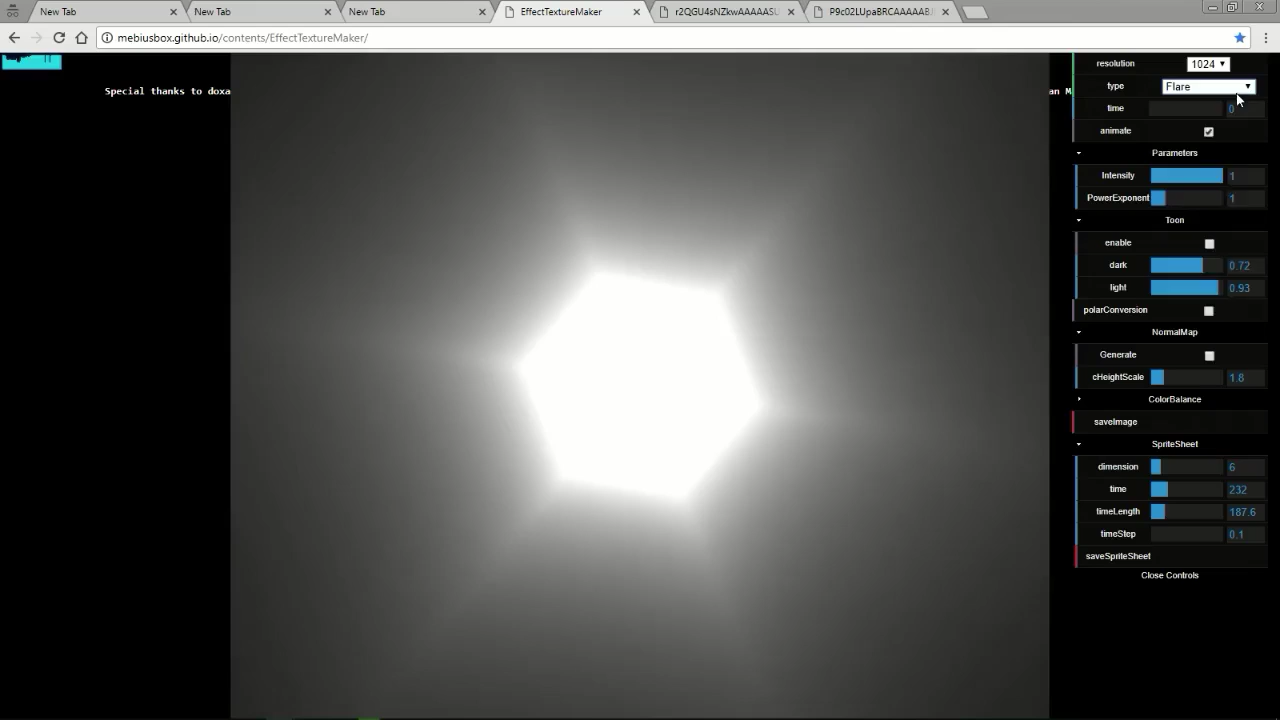 New Tab
New Tab
New Tab
EffectTextureMaker
r2QGU4sNZkwAAAAASU
P9c02LUpaBRCAAAAAB
mebiusbox.github.io/contents/EffectTextureMaker/
Special thanks to doxa
an M
resolution 1024
type Flare
time 0
animate
Parameters
Intensity 1
PowerExponent 1
Toon
enable
dark 0.72
light 0.93
polarConversion
NormalMap
Generate
cHeightScale 1.8
ColorBalance
saveImage
SpriteSheet
dimension 6
time 232
timeLength 187.6
timeStep 0.1
saveSpriteSheet
Close Controls